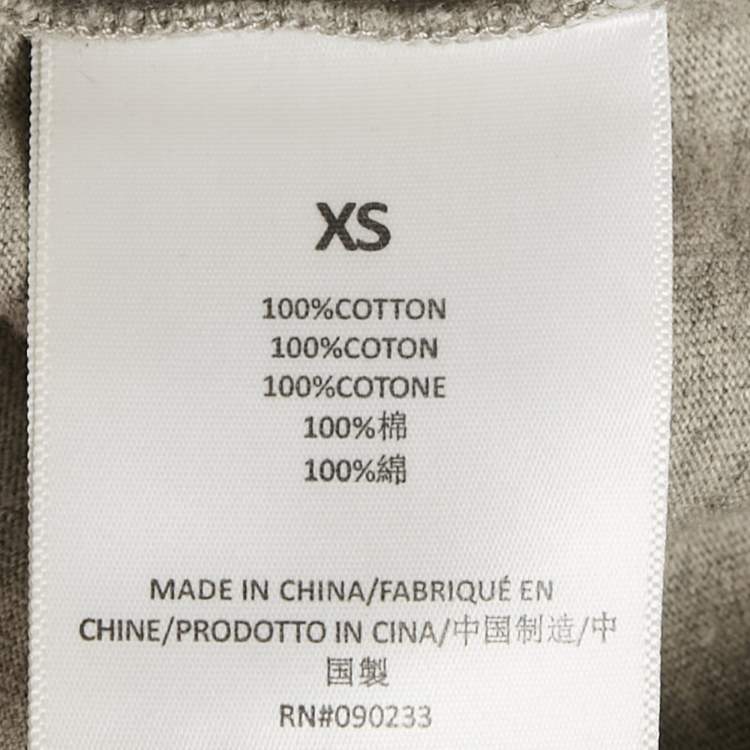 XS
100%COTTON
100%COTON
100%COTONE
100%棉
100%綿
MADE IN CHINA/FABRIQUÉ EN
CHINE/PRODOTTO IN CINA/中国制造/中
国製
RN#090233